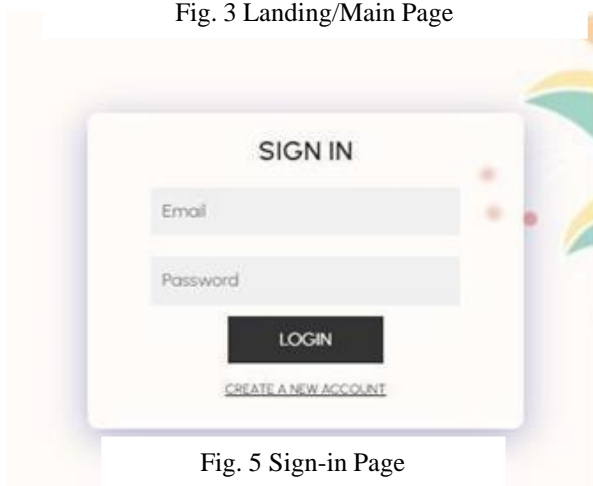 Fig. 3 Landing/Main Page
SIGN IN
Email
Password
LOGIN
CREATE A NEW ACCOUNT
Fig. 5 Sign-in Page